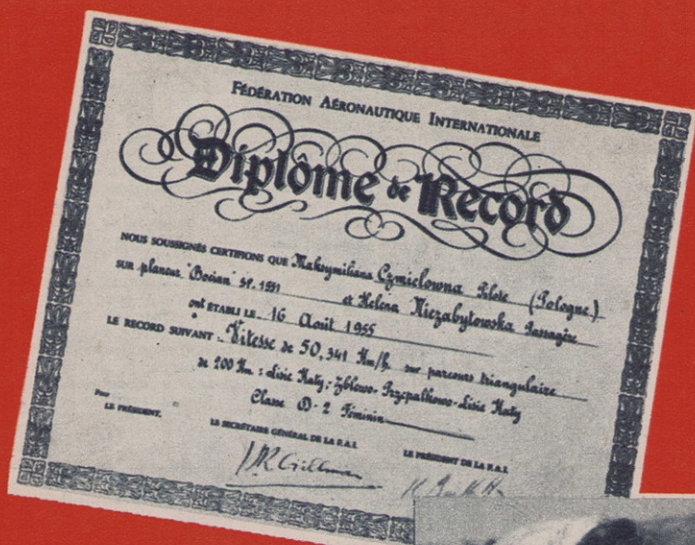 FÉDÉRATION AÉRONAUTIQUE INTERNATIONALE
Diplôme de Record
NOUS SOUSSIGNÉS CERTIFIONS QUE Maksymiliana Czmielowna Pilote (Pologne)
sur planeur "Bocian" SP. 1351 et Helena Niezabytowska Passagère
ont ÉTABLI LE 16 Août 1955
LE RECORD SUIVANT Vitesse de 50,341 Km/h sur parcours triangulaire
de 200 Km : Lisie Katy; Zblewo-Przypalkowo-Lisie Katy
Classe D-2 Féminin
Pour
LE PRÉSIDENT. LE SECRÉTAIRE GÉNÉRAL DE LA F.A.I. LE PRÉSIDENT DE LA F.A.I.